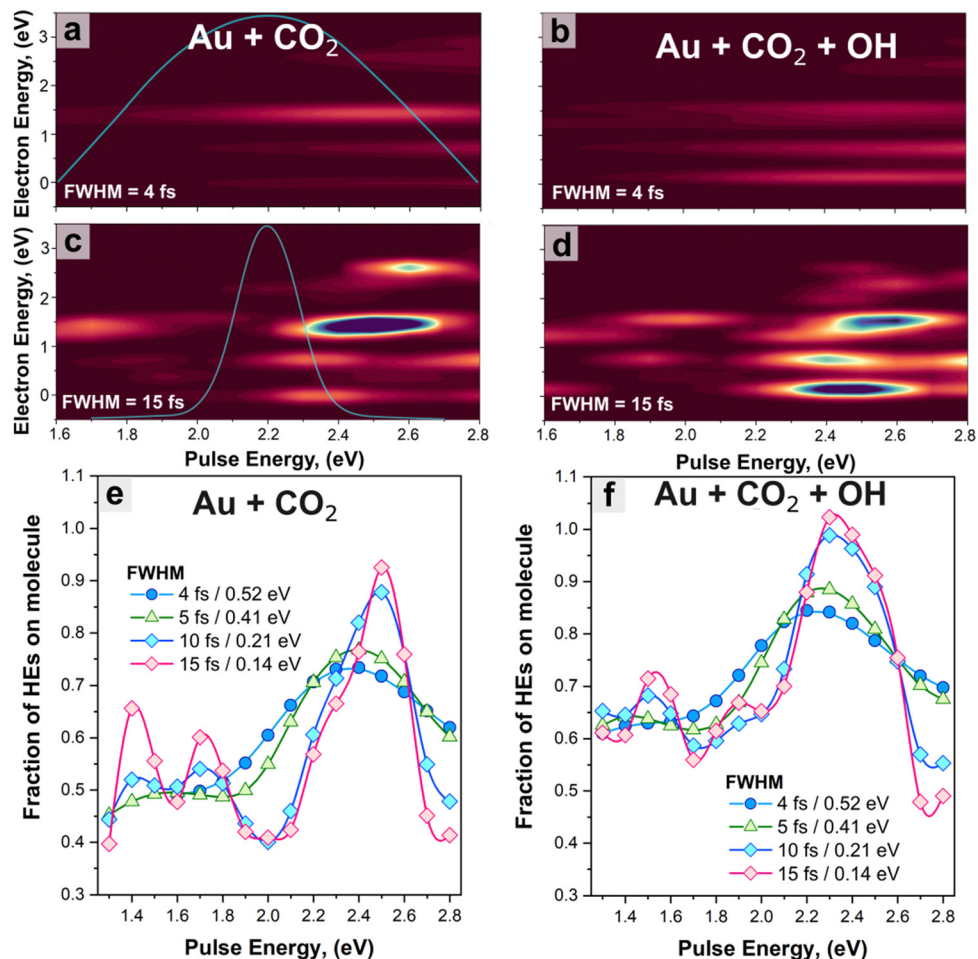 a
Au + CO₂
FWHM = 4 fs
Electron Energy, (eV)
3
2
1
0
b
Au + CO₂ + OH
FWHM = 4 fs
c
FWHM = 15 fs
Electron Energy, (eV)
3
2
1
0
1.6 1.8 2.0 2.2 2.4 2.6 2.8
Pulse Energy, (eV)
d
FWHM = 15 fs
1.6 1.8 2.0 2.2 2.4 2.6 2.8
Pulse Energy, (eV)
e
Au + CO₂
FWHM
4 fs / 0.52 eV
5 fs / 0.41 eV
10 fs / 0.21 eV
15 fs / 0.14 eV
Fraction of HEs on molecule
1.1
1.0
0.9
0.8
0.7
0.6
0.5
0.4
0.3
1.4 1.6 1.8 2.0 2.2 2.4 2.6 2.8
Pulse Energy, (eV)
f
Au + CO₂ + OH
FWHM
4 fs / 0.52 eV
5 fs / 0.41 eV
10 fs / 0.21 eV
15 fs / 0.14 eV
Fraction of HEs on molecule
1.1
1.0
0.9
0.8
0.7
0.6
0.5
0.4
0.3
1.4 1.6 1.8 2.0 2.2 2.4 2.6 2.8
Pulse Energy, (eV)